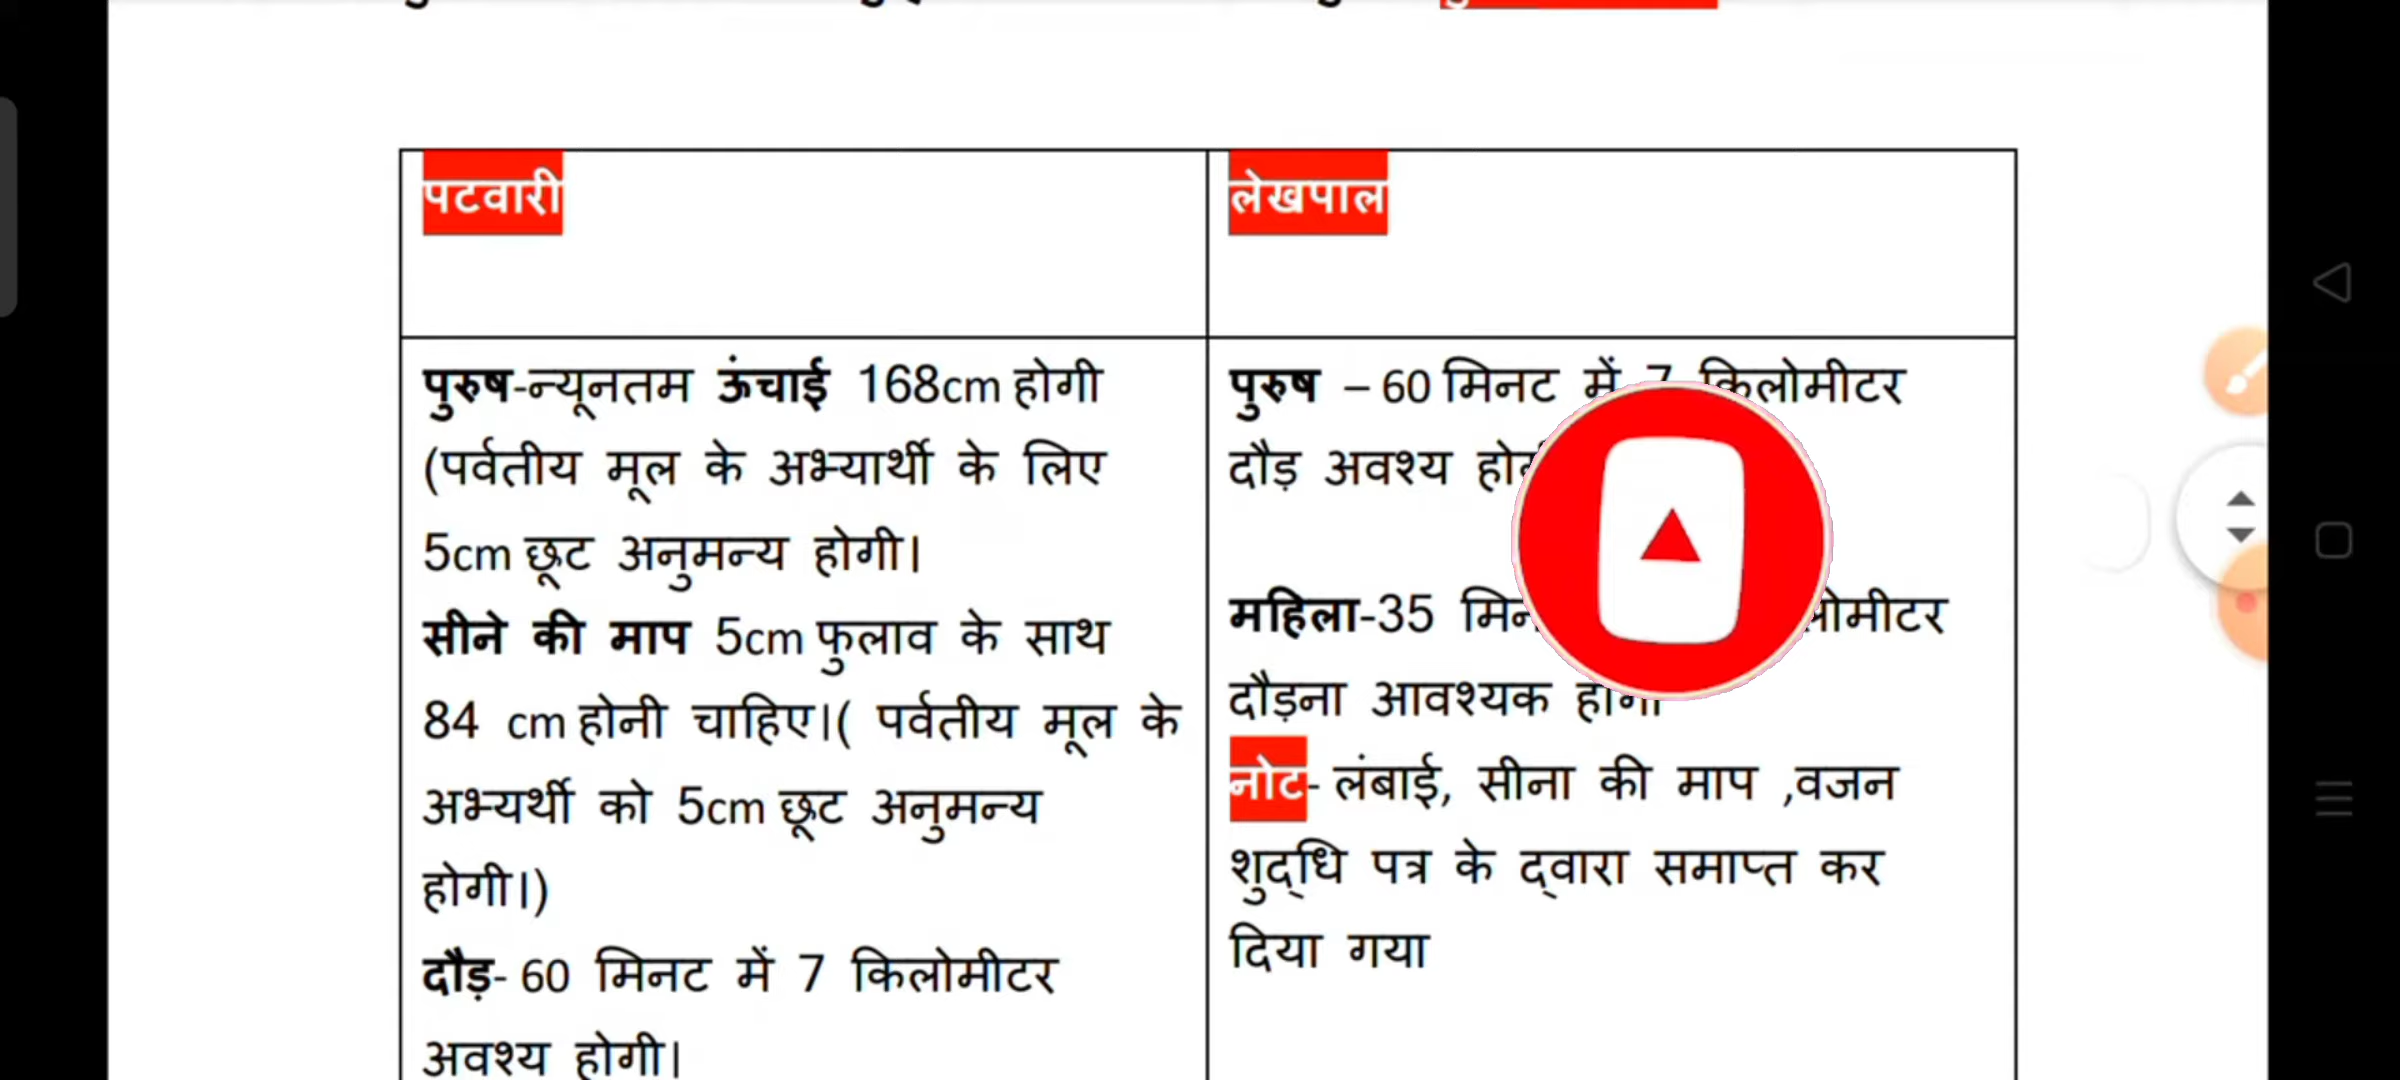 पटवारी
लेखपाल
पुरुष-न्यूनतम ऊंचाई 168cm होगी
(पर्वतीय मूल के अभ्यार्थी के लिए
5cm छूट अनुमन्य होगी।
सीने की माप 5cm फुलाव के साथ
84 cm होनी चाहिए।( पर्वतीय मूल के
अभ्यर्थी को 5cm छूट अनुमन्य
होगी।)
दौड़- 60 मिनट में 7 किलोमीटर
अवश्य होगी।
पुरुष – 60 मिनट में 7 किलोमीटर
दौड़ अवश्य
महिला-35
दौड़ना आवश्यक
नोट- लंबाई, सीना की माप ,वजन
शुद्धि पत्र के द्वारा समाप्त कर
दिया गया